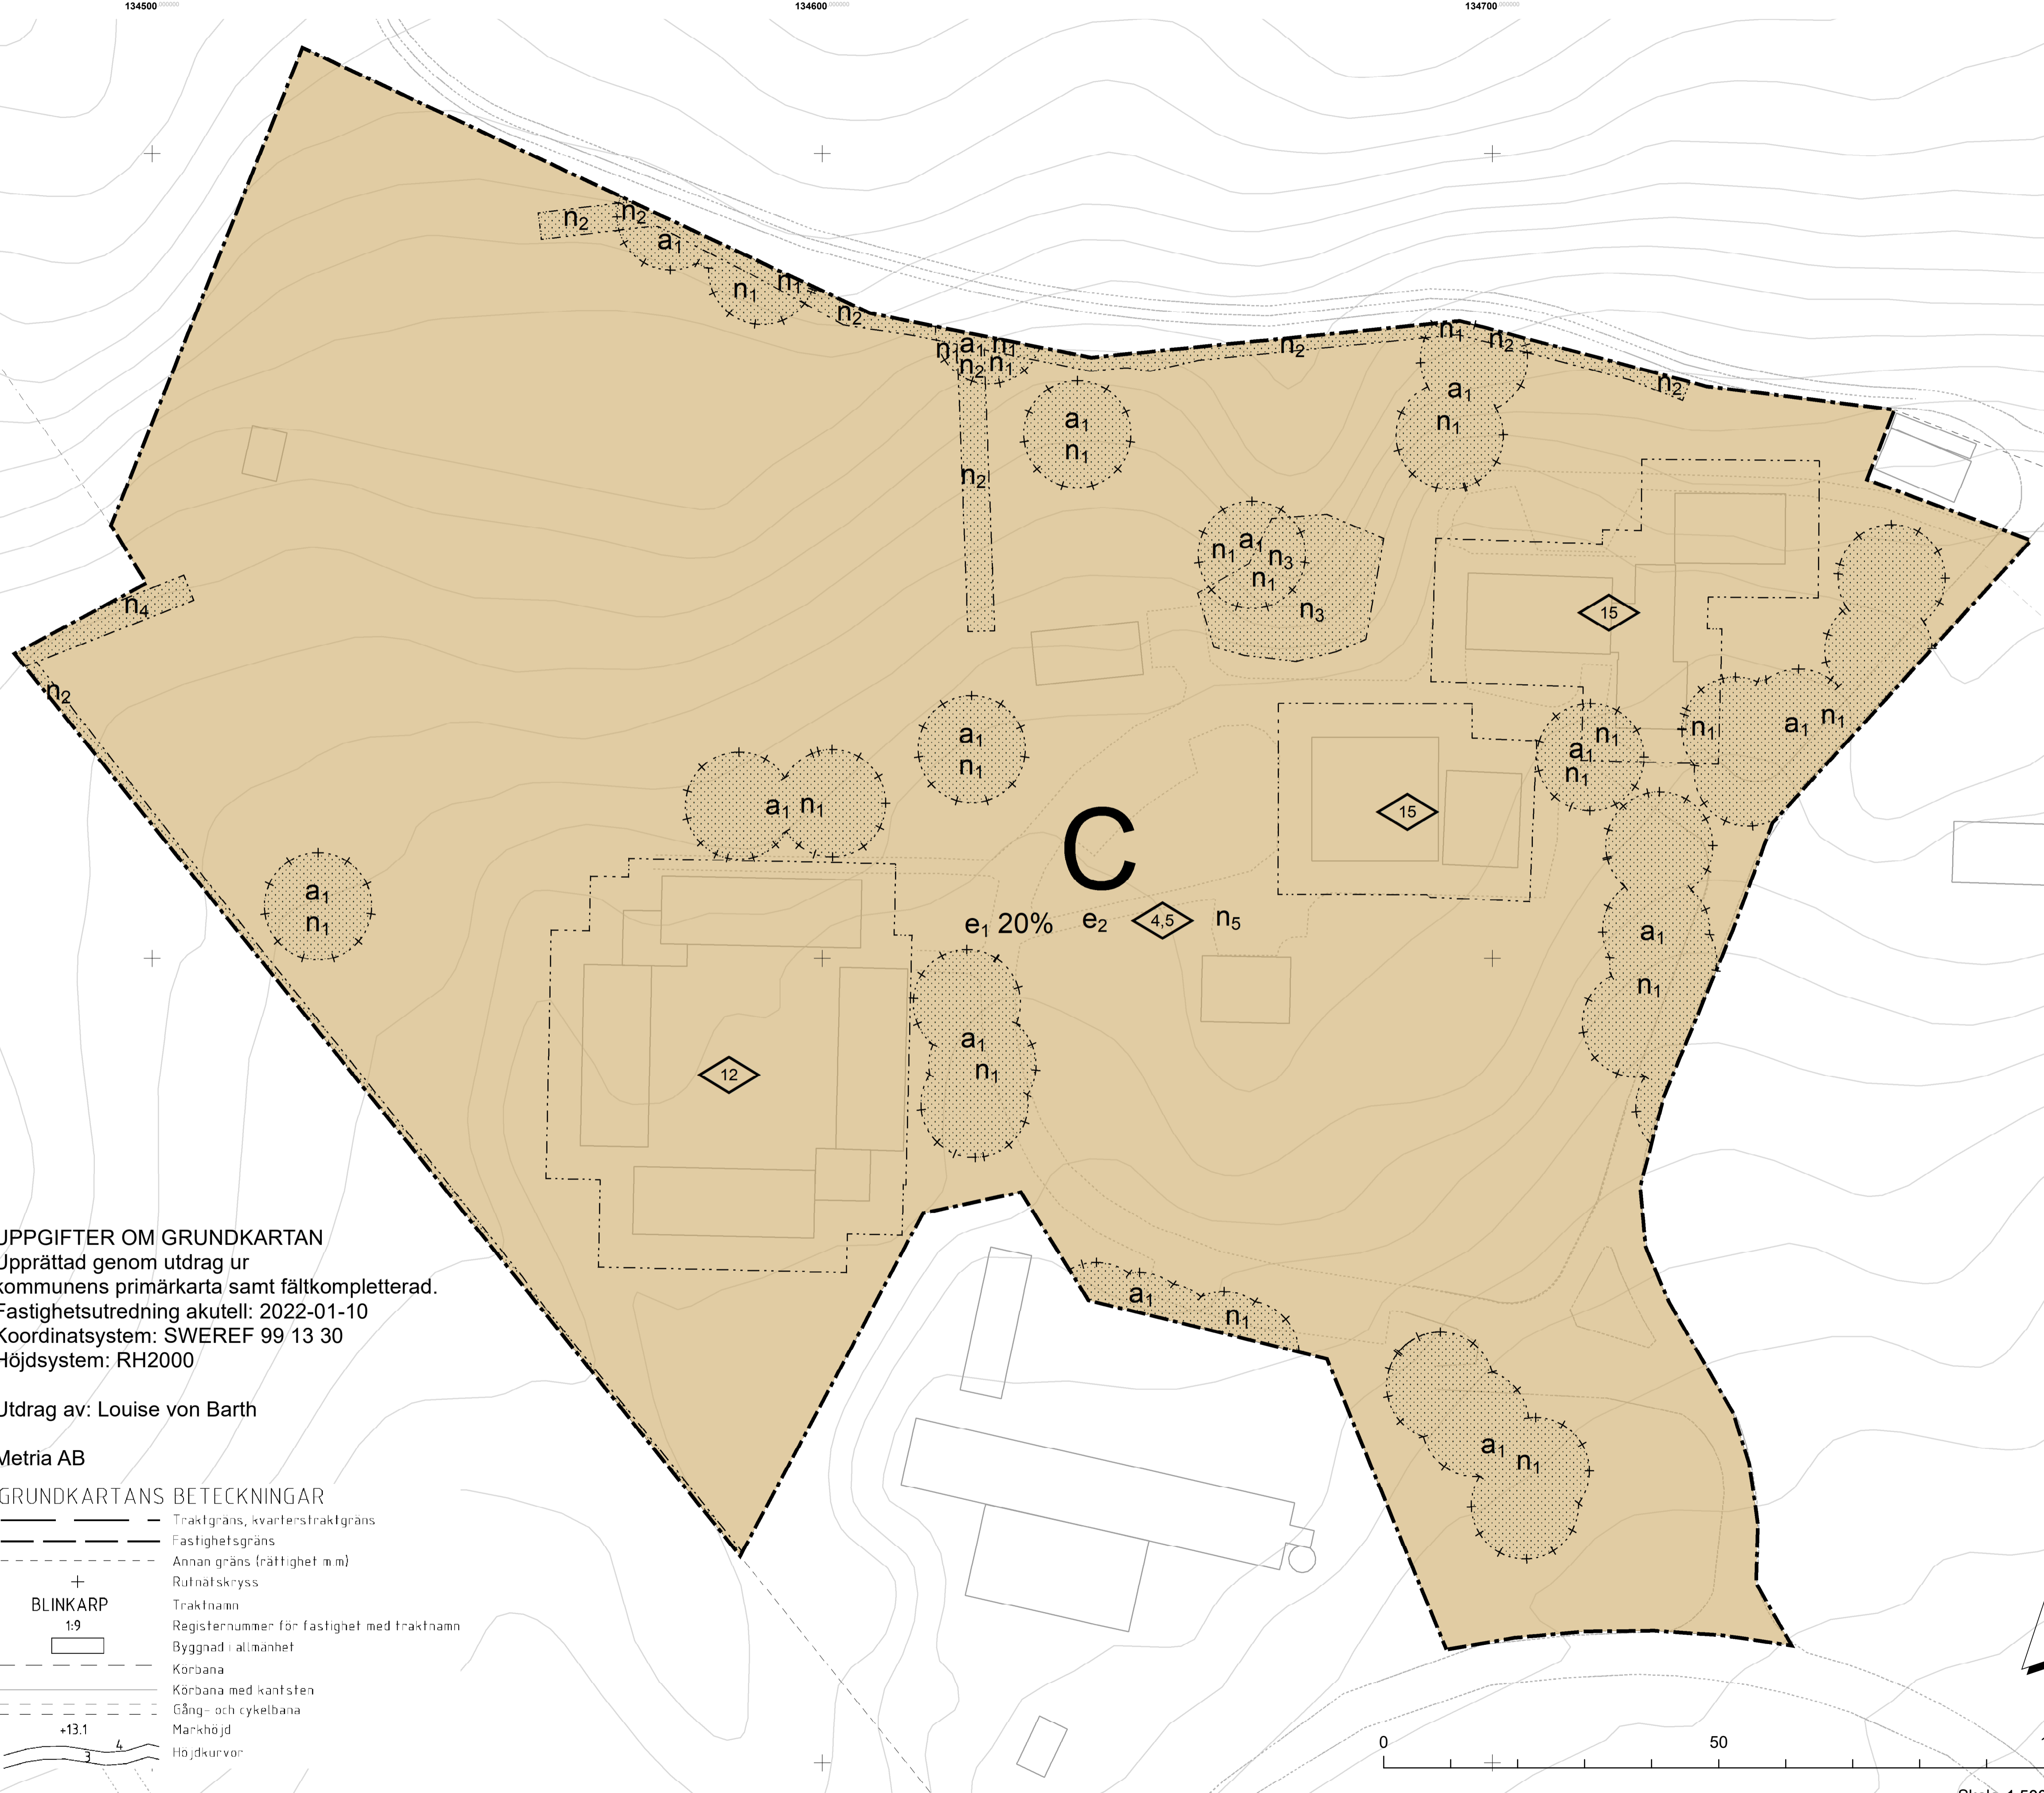 134500 000000
134600 000000
134700 000000
n2
n2
a1
n1
n1
n2
n1
a1
n1
n2
n1
n2
n1
n2
n2
a1
n1
a1
n1
n2
n1
a1
n3
n1
n3
15
n4
n2
a1
n1
a1
n1
n1
a1
n1
n1
a1
n1
15
C
a1
n1
e1 20%
e2
4,5
n5
a1
n1
a1
n1
12
a1
n1
a1
n1
UPPGIFTER OM GRUNDKARTAN
Upprättad genom utdrag ur
kommunens primärkarta samt fältkompletterad.
Fastighetsutredning akutell: 2022-01-10
Koordinatsystem: SWEREF 99 13 30
Höjdsystem: RH2000
Utdrag av: Louise von Barth
Metria AB
GRUNDKARTANS BETECKNINGAR
Traktgräns, kvarterstraktgräns
Fastighetsgräns
Annan gräns (rättighet m.m)
Rutnätskryss
BLINKARP Traktnamn
1:9 Registernummer för fastighet med traktnamn
Byggnad i allmänhet
Körbana
Körbana med kantsten
Gång- och cykelbana
+13.1 Markhöjd
3 4 Höjdkurvor
0 50